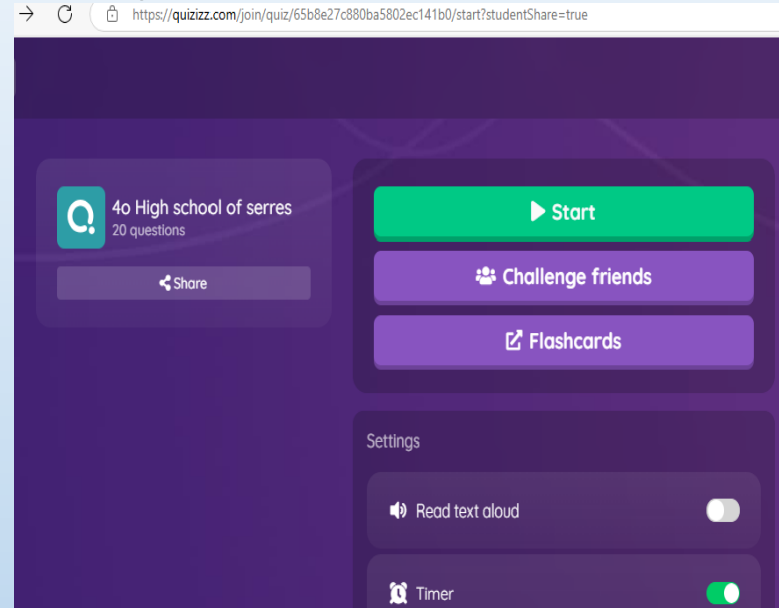 https://quizizz.com/join/quiz/65b8e27c880ba5802ec141b0/start?studentShare=true
4o High school of serres
20 questions
Share
Start
Challenge friends
Flashcards
Settings
Read text aloud
Timer